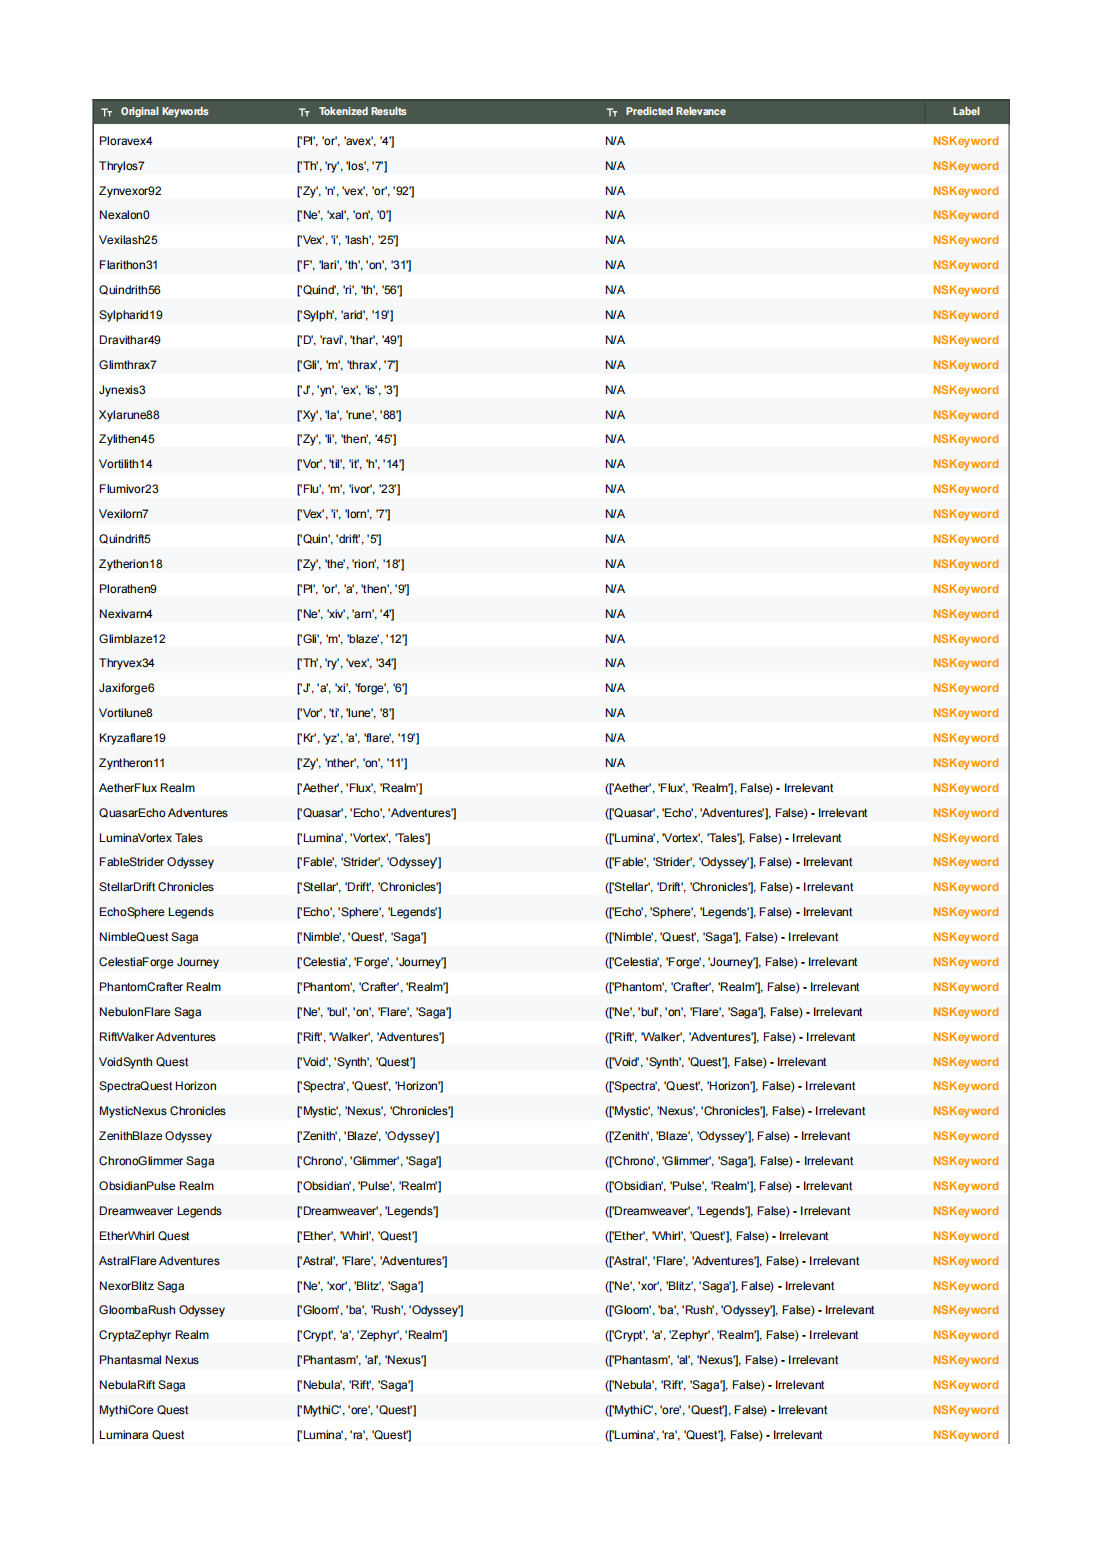 Original Keywords Tokenized Results Predicted Relevance Label
Ploravex4 ['Pl', 'or', 'avex', '4'] N/A NSKeyword
Thrylos7 ['Th', 'ry', 'los', '7'] N/A NSKeyword
Zynvexor92 ['Zy', 'n', 'vex', 'or', '92'] N/A NSKeyword
Nexalon0 ['Ne', 'xal', 'on', '0'] N/A NSKeyword
Vexilash25 ['Vex', 'i', 'lash', '25'] N/A NSKeyword
Flarithon31 ['F', 'lari', 'th', 'on', '31'] N/A NSKeyword
Quindrith56 ['Quind', 'ri', 'th', '56'] N/A NSKeyword
Sylpharid19 ['Sylph', 'arid', '19'] N/A NSKeyword
Dravithar49 ['D', 'ravi', 'thar', '49'] N/A NSKeyword
Glimthrax7 ['Gli', 'm', 'thrax', '7'] N/A NSKeyword
Jynexis3 ['J', 'yn', 'ex', 'is', '3'] N/A NSKeyword
Xylarune88 ['Xy', 'la', 'rune', '88'] N/A NSKeyword
Zylithen45 ['Zy', 'li', 'then', '45'] N/A NSKeyword
Vortilith14 ['Vor', 'til', 'it', 'h', '14'] N/A NSKeyword
Flumivor23 ['Flu', 'm', 'ivor', '23'] N/A NSKeyword
Vexilorn7 ['Vex', 'i', 'lorn', '7'] N/A NSKeyword
Quindrift5 ['Quin', 'drift', '5'] N/A NSKeyword
Zytherion18 ['Zy', 'the', 'rion', '18'] N/A NSKeyword
Plorathen9 ['Pl', 'or', 'a', 'then', '9'] N/A NSKeyword
Nexivarn4 ['Ne', 'xiv', 'arn', '4'] N/A NSKeyword
Glimblaze12 ['Gli', 'm', 'blaze', '12'] N/A NSKeyword
Thryvex34 ['Th', 'ry', 'vex', '34'] N/A NSKeyword
Jaxiforge6 ['J', 'a', 'xi', 'forge', '6'] N/A NSKeyword
Vortilune8 ['Vor', 'ti', 'lune', '8'] N/A NSKeyword
Kryzaflare19 ['Kr', 'yz', 'a', 'flare', '19'] N/A NSKeyword
Zyntheron11 ['Zy', 'nther', 'on', '11'] N/A NSKeyword
AetherFlux Realm ['Aether', 'Flux', 'Realm'] (['Aether', 'Flux', 'Realm'], False) - Irrelevant NSKeyword
QuasarEcho Adventures ['Quasar', 'Echo', 'Adventures'] (['Quasar', 'Echo', 'Adventures'], False) - Irrelevant NSKeyword
LuminaVortex Tales ['Lumina', 'Vortex', 'Tales'] (['Lumina', 'Vortex', 'Tales'], False) - Irrelevant NSKeyword
FableStrider Odyssey ['Fable', 'Strider', 'Odyssey'] (['Fable', 'Strider', 'Odyssey'], False) - Irrelevant NSKeyword
StellarDrift Chronicles ['Stellar', 'Drift', 'Chronicles'] (['Stellar', 'Drift', 'Chronicles'], False) - Irrelevant NSKeyword
EchoSphere Legends ['Echo', 'Sphere', 'Legends'] (['Echo', 'Sphere', 'Legends'], False) - Irrelevant NSKeyword
NimbleQuest Saga ['Nimble', 'Quest', 'Saga'] (['Nimble', 'Quest', 'Saga'], False) - Irrelevant NSKeyword
CelestiaForge Journey ['Celestia', 'Forge', 'Journey'] (['Celestia', 'Forge', 'Journey'], False) - Irrelevant NSKeyword
PhantomCrafter Realm ['Phantom', 'Crafter', 'Realm'] (['Phantom', 'Crafter', 'Realm'], False) - Irrelevant NSKeyword
NebulonFlare Saga ['Ne', 'bul', 'on', 'Flare', 'Saga'] (['Ne', 'bul', 'on', 'Flare', 'Saga'], False) - Irrelevant NSKeyword
RiftWalker Adventures ['Rift', 'Walker', 'Adventures'] (['Rift', 'Walker', 'Adventures'], False) - Irrelevant NSKeyword
VoidSynth Quest ['Void', 'Synth', 'Quest'] (['Void', 'Synth', 'Quest'], False) - Irrelevant NSKeyword
SpectraQuest Horizon ['Spectra', 'Quest', 'Horizon'] (['Spectra', 'Quest', 'Horizon'], False) - Irrelevant NSKeyword
MysticNexus Chronicles ['Mystic', 'Nexus', 'Chronicles'] (['Mystic', 'Nexus', 'Chronicles'], False) - Irrelevant NSKeyword
ZenithBlaze Odyssey ['Zenith', 'Blaze', 'Odyssey'] (['Zenith', 'Blaze', 'Odyssey'], False) - Irrelevant NSKeyword
ChronoGlimmer Saga ['Chrono', 'Glimmer', 'Saga'] (['Chrono', 'Glimmer', 'Saga'], False) - Irrelevant NSKeyword
ObsidianPulse Realm ['Obsidian', 'Pulse', 'Realm'] (['Obsidian', 'Pulse', 'Realm'], False) - Irrelevant NSKeyword
Dreamweaver Legends ['Dreamweaver', 'Legends'] (['Dreamweaver', 'Legends'], False) - Irrelevant NSKeyword
EtherWhirl Quest ['Ether', 'Whirl', 'Quest'] (['Ether', 'Whirl', 'Quest'], False) - Irrelevant NSKeyword
AstralFlare Adventures ['Astral', 'Flare', 'Adventures'] (['Astral', 'Flare', 'Adventures'], False) - Irrelevant NSKeyword
NexorBlitz Saga ['Ne', 'xor', 'Blitz', 'Saga'] (['Ne', 'xor', 'Blitz', 'Saga'], False) - Irrelevant NSKeyword
GloombaRush Odyssey ['Gloom', 'ba', 'Rush', 'Odyssey'] (['Gloom', 'ba', 'Rush', 'Odyssey'], False) - Irrelevant NSKeyword
CryptaZephyr Realm ['Crypt', 'a', 'Zephyr', 'Realm'] (['Crypt', 'a', 'Zephyr', 'Realm'], False) - Irrelevant NSKeyword
Phantasmal Nexus ['Phantasm', 'al', 'Nexus'] (['Phantasm', 'al', 'Nexus'], False) - Irrelevant NSKeyword
NebulaRift Saga ['Nebula', 'Rift', 'Saga'] (['Nebula', 'Rift', 'Saga'], False) - Irrelevant NSKeyword
MythiCore Quest ['MythiC', 'ore', 'Quest'] (['MythiC', 'ore', 'Quest'], False) - Irrelevant NSKeyword
Luminara Quest ['Lumina', 'ra', 'Quest'] (['Lumina', 'ra', 'Quest'], False) - Irrelevant NSKeyword